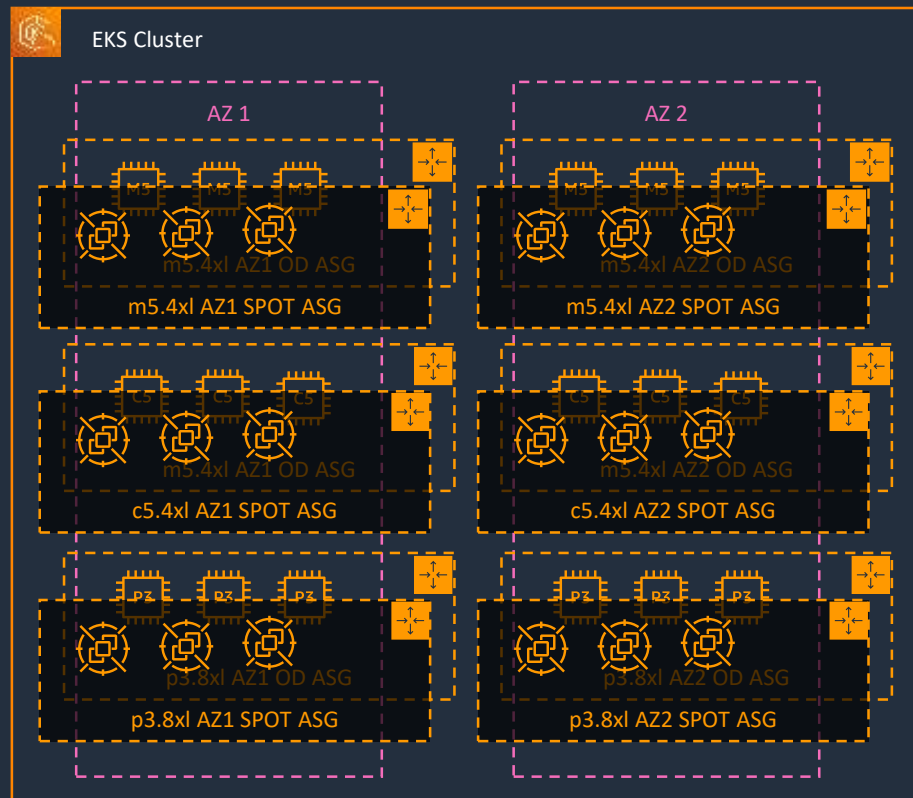 EKS Cluster
AZ 1
AZ 2
M5 M5 M5
M5 M5 M5
m5.4xl AZ1 OD ASG
m5.4xl AZ2 OD ASG
m5.4xl AZ1 SPOT ASG
m5.4xl AZ2 SPOT ASG
C5 C5 C5
C5 C5 C5
m5.4xl AZ1 OD ASG
m5.4xl AZ2 OD ASG
c5.4xl AZ1 SPOT ASG
c5.4xl AZ2 SPOT ASG
P3 P3 P3
P3 P3 P3
p3.8xl AZ1 OD ASG
p3.8xl AZ2 OD ASG
p3.8xl AZ1 SPOT ASG
p3.8xl AZ2 SPOT ASG